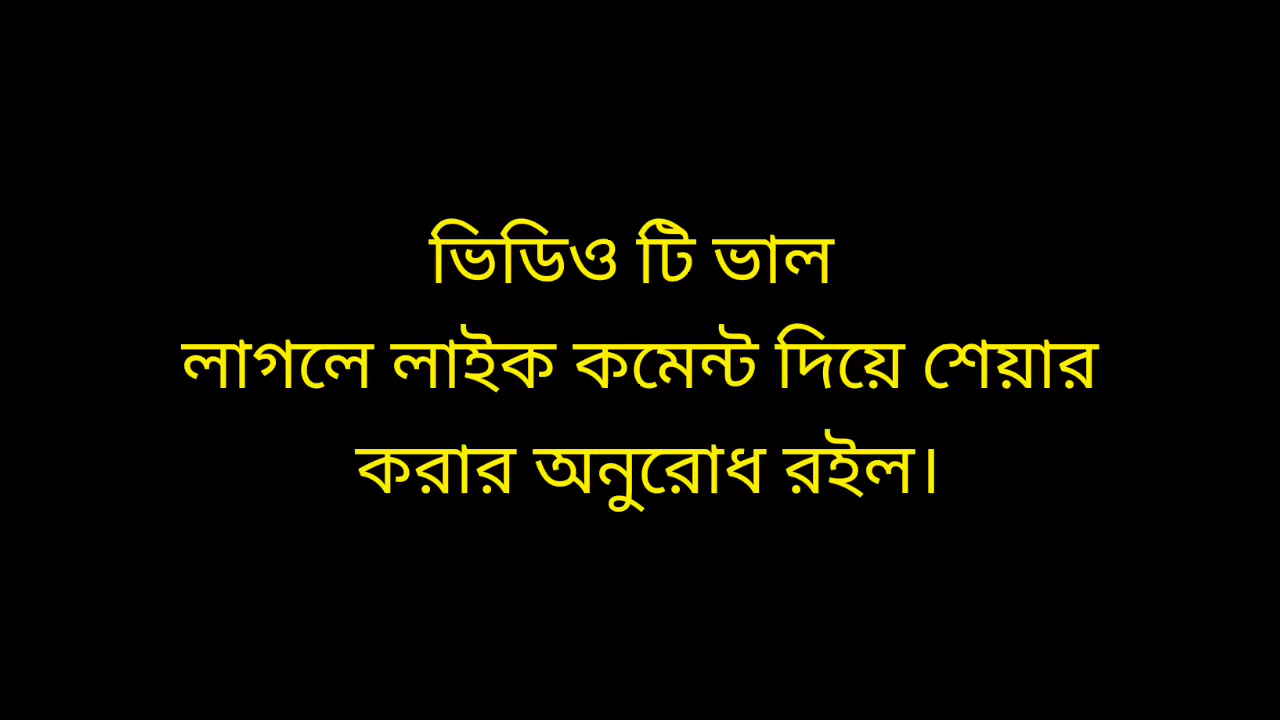 ভিডিও টি ভাল
লাগলে লাইক কমেন্ট দিয়ে শেয়ার
করার অনুরোধ রইল।